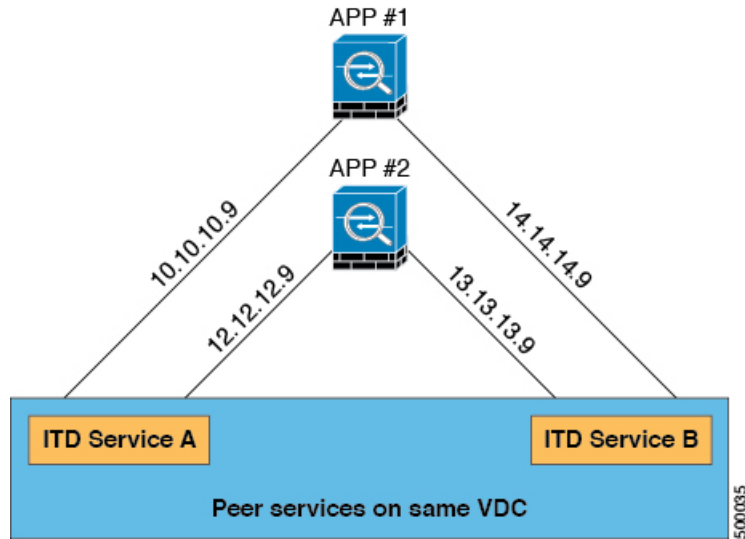 APP #1
APP #2
10.10.10.9
14.14.14.9
12.12.12.9
13.13.13.9
ITD Service A
ITD Service B
Peer services on same VDC
500035